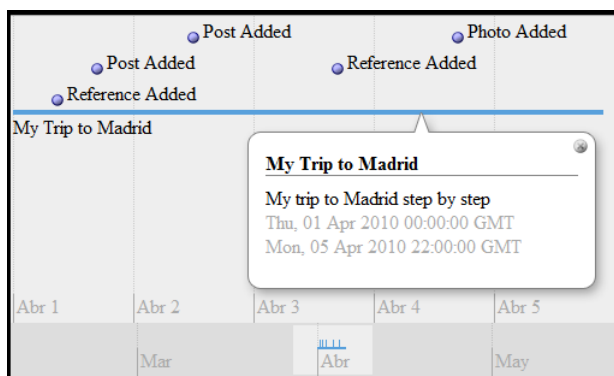 Post Added
Photo Added
Post Added
Reference Added
Reference Added
My Trip to Madrid
My Trip to Madrid
My trip to Madrid step by step
Thu, 01 Apr 2010 00:00:00 GMT
Mon, 05 Apr 2010 22:00:00 GMT
Abr 1
Abr 2
Abr 3
Abr 4
Abr 5
Mar
Abr
May